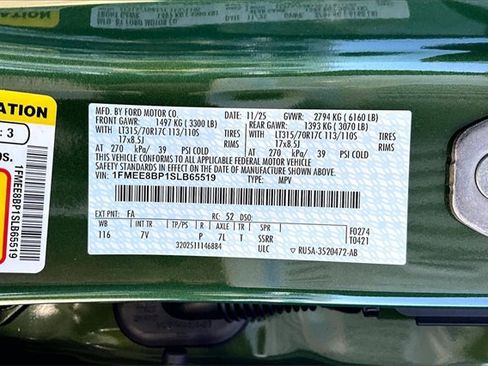 MFD. BY FORD MOTOR CO.
DATE: 11/25 GVWR: 2794 KG ( 6160 LB)
FRONT GAWR: 1497 KG ( 3300 LB) REAR GAWR: 1393 KG ( 3070 LB)
WITH LT315/70R17C 113/110S TIRES WITH LT315/70R17C 113/110S TIRES
17x8.5J RIMS 17x8.5J RIMS
AT 270 kPa/ 39 PSI COLD AT 270 kPa/ 39 PSI COLD
THIS VEHICLE CONFORMS TO ALL APPLICABLE FEDERAL MOTOR VEHICLE
SAFETY STANDARDS IN EFFECT ON THE DATE OF MANUFACTURE SHOWN ABOVE.
VIN: 1FMEE8BP1SLB65519 TYPE: MPV
EXT PNT: FA RC: 52 DSO:
WB INT TR TP/PS R AXLE TR SPR
116 7V P 7L T SSRR
F0274
T0421
3202511146884 ULC RU5A-3520472-AB
ATION
: 3
OS.
1FMEE8BP1SLB65519